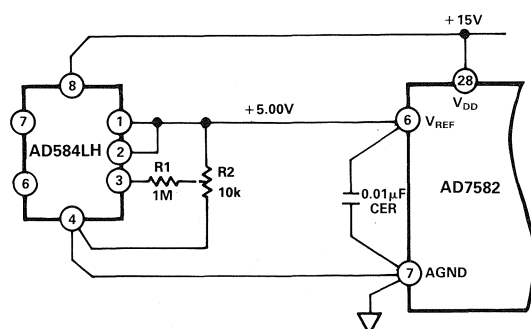 +15V
8
28
V_DD
7
1
+5.00V
6
V_REF
AD584LH
2
R1
R2
AD7582
6
3
1M
10k
0.01μF
CER
4
7
AGND